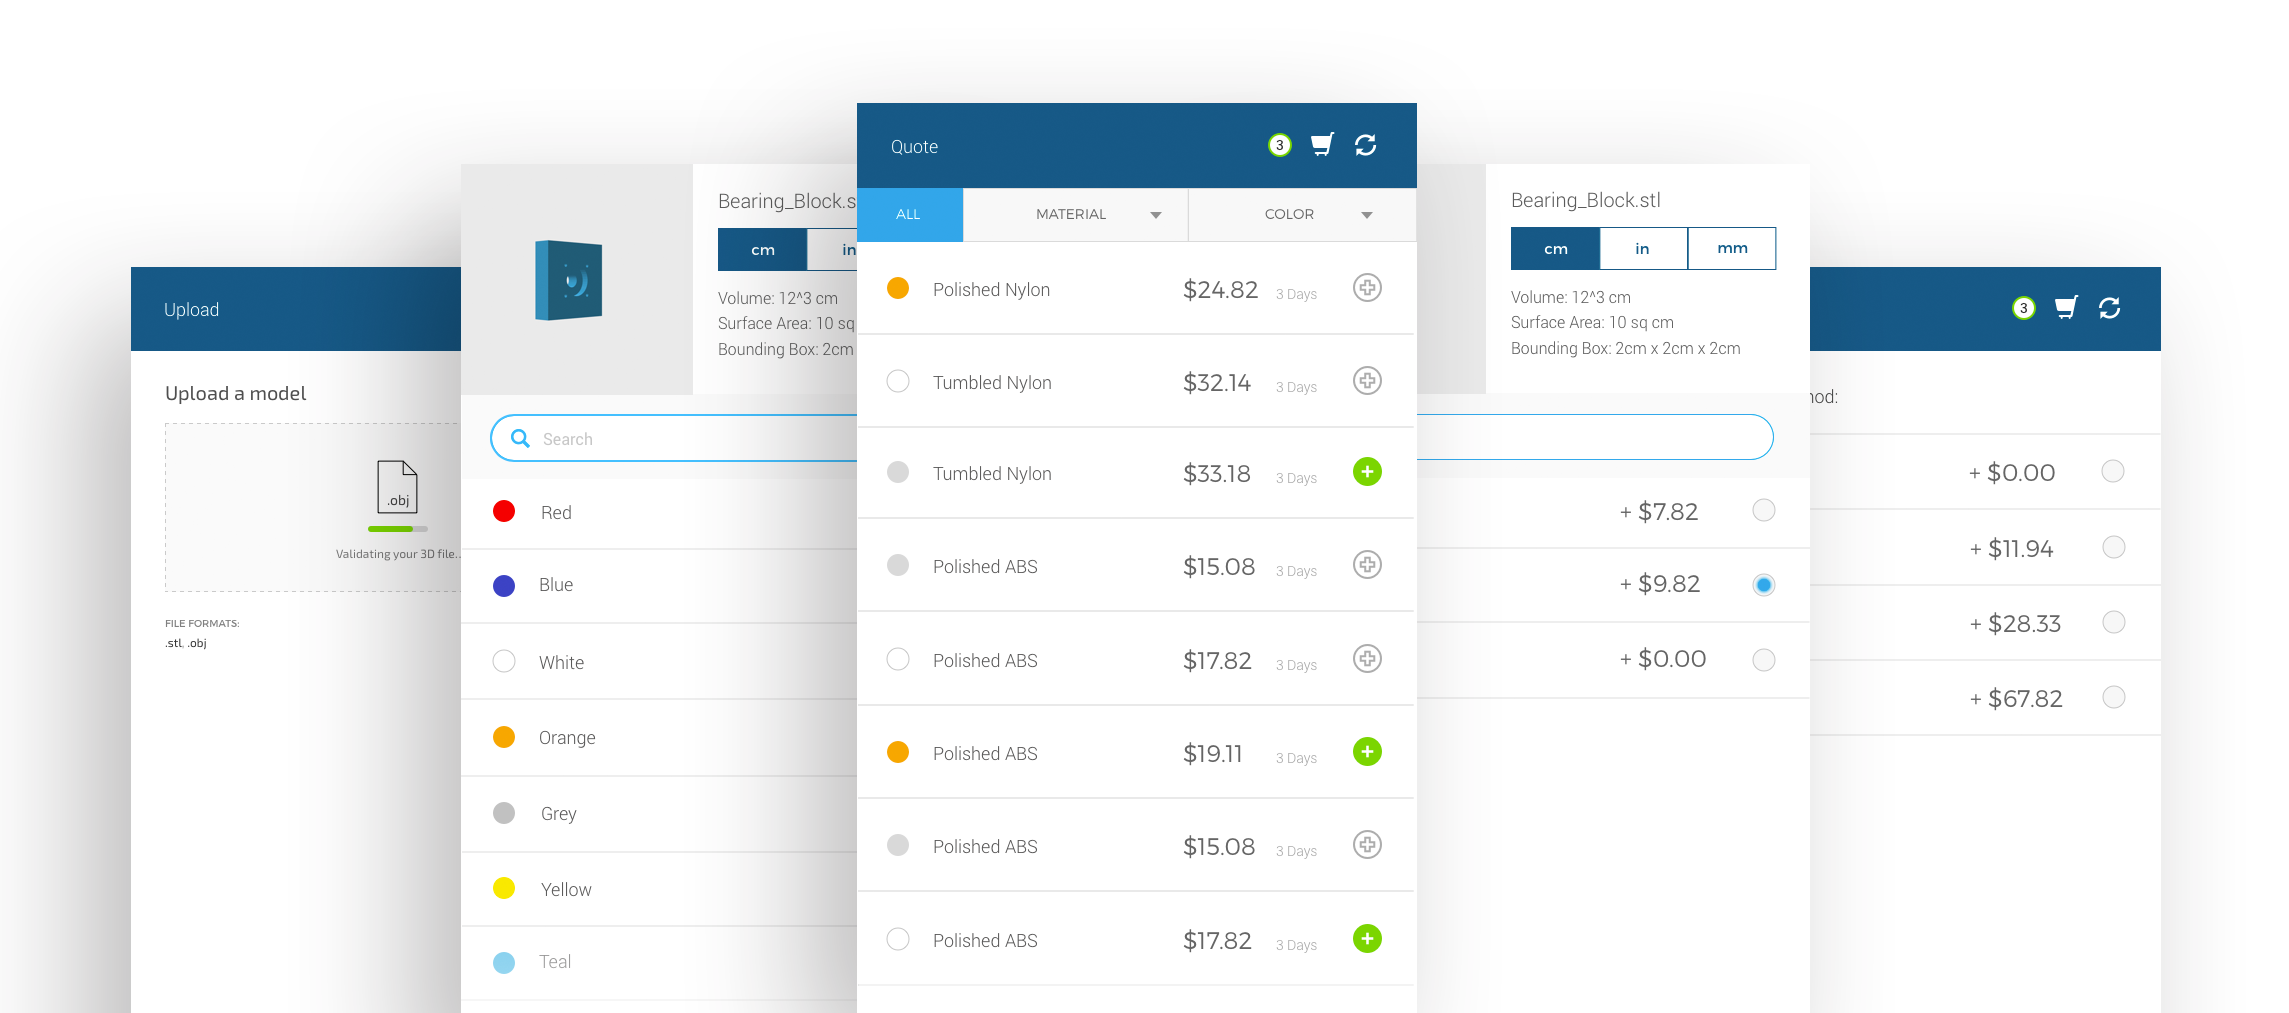 Upload
Upload a model
.obj
Validating your 3D file..
FILE FORMATS:
.stl, .obj
Bearing_Block.s
cm in
Volume: 12^3 cm
Surface Area: 10 sq
Bounding Box: 2cm
Search
Red
Blue
White
Orange
Grey
Yellow
Teal
Quote 3
ALL MATERIAL COLOR
Polished Nylon $24.82 3 Days
Tumbled Nylon $32.14 3 Days
Tumbled Nylon $33.18 3 Days
Polished ABS $15.08 3 Days
Polished ABS $17.82 3 Days
Polished ABS $19.11 3 Days
Polished ABS $15.08 3 Days
Polished ABS $17.82 3 Days
Bearing_Block.stl
cm in mm
Volume: 12^3 cm
Surface Area: 10 sq cm
Bounding Box: 2cm x 2cm x 2cm
+ $7.82
+ $9.82
+ $0.00
3
od:
+ $0.00
+ $11.94
+ $28.33
+ $67.82